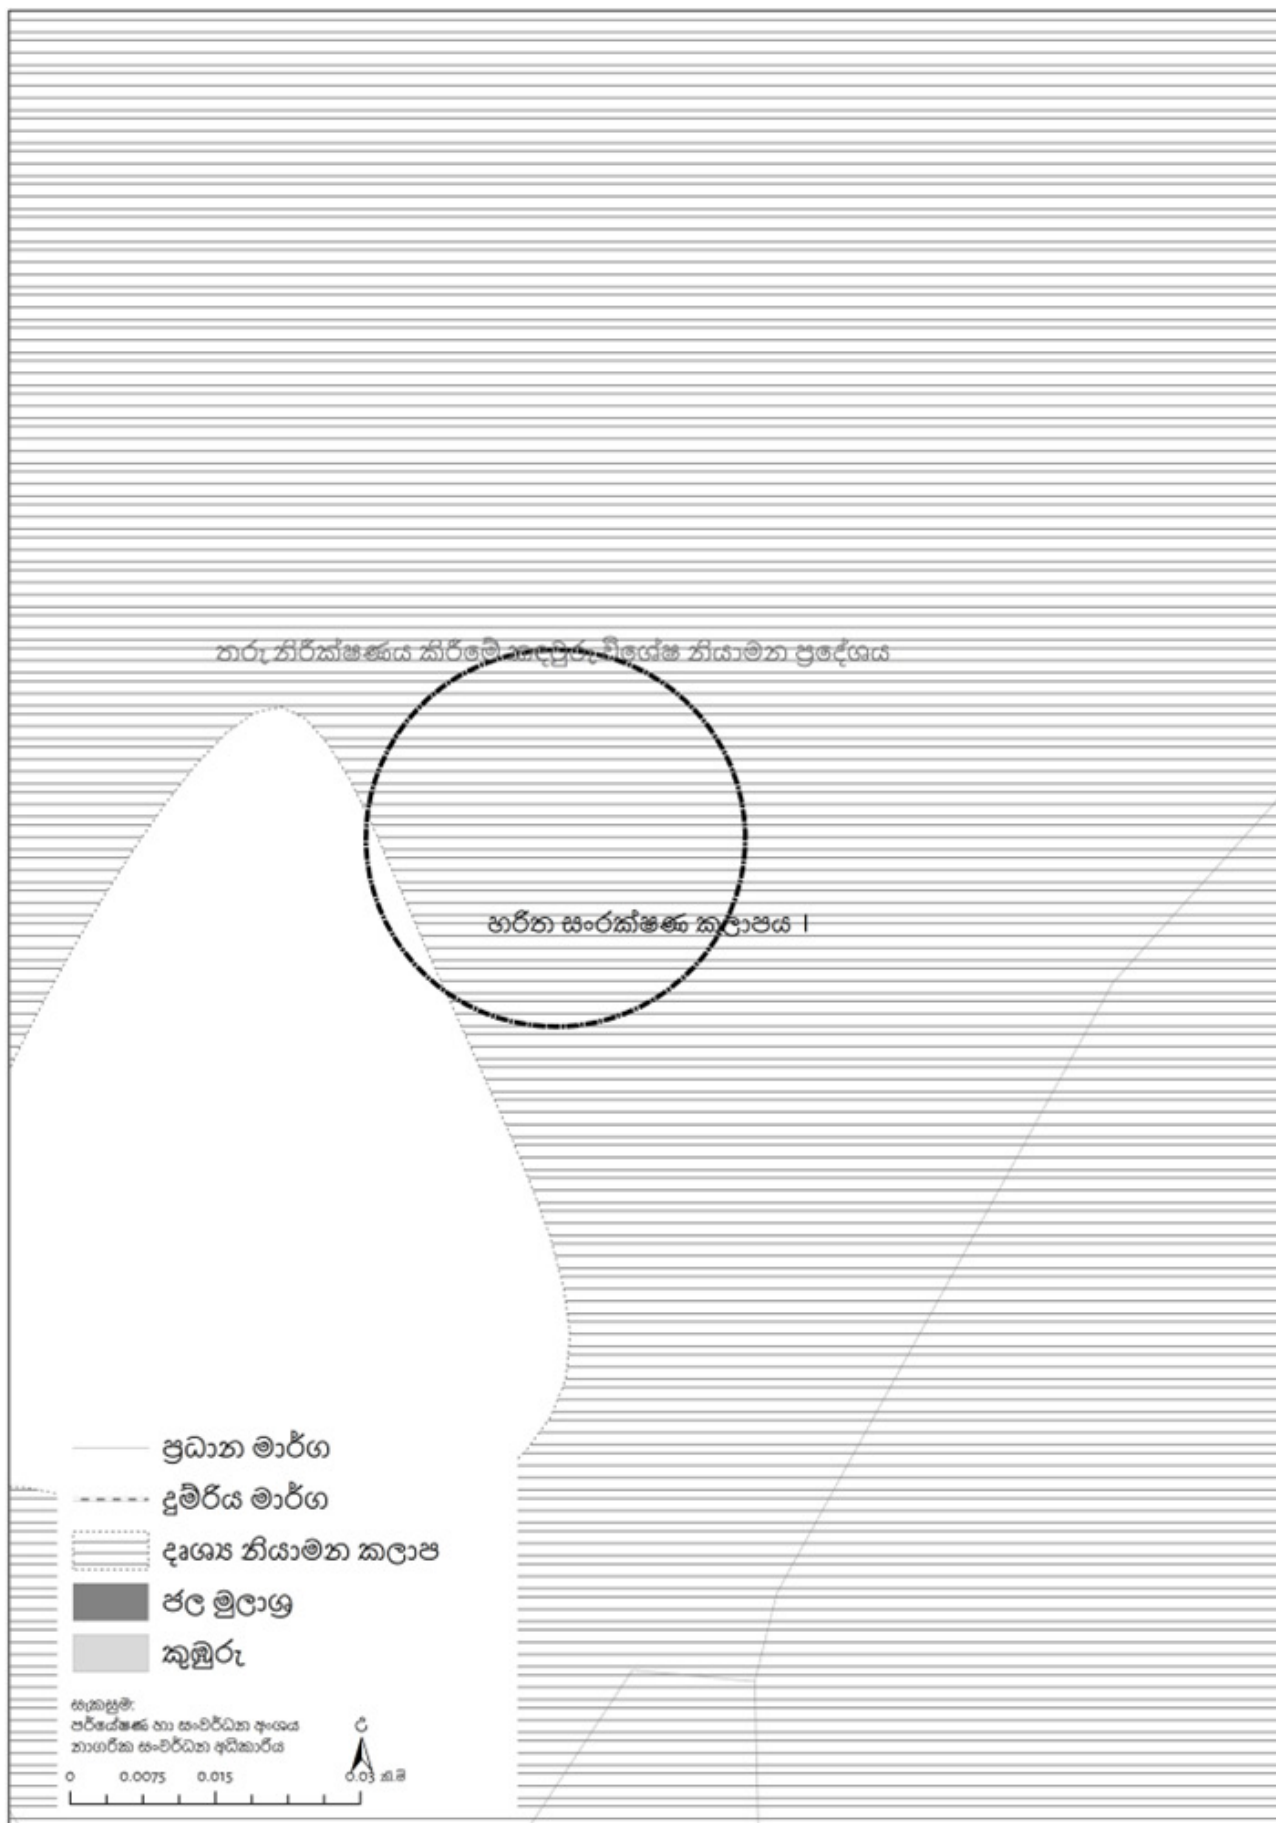 තරු නිරීක්ෂණය කිරීමේ කඳවුරු විශේෂ නියාමන ප්‍රදේශය
හරිත සංරක්ෂණ කලාපය I
ප්‍රධාන මාර්ග
දුම්රිය මාර්ග
දෘශ්‍ය නියාමන කලාප
ජල මුලාශ්‍ර
කුඹුරු
සැකසුම:
පර්යේෂණ හා සංවර්ධන අංශය
නාගරික සංවර්ධන අධිකාරිය
උ
0 0.0075 0.015 0.03 කි.මී